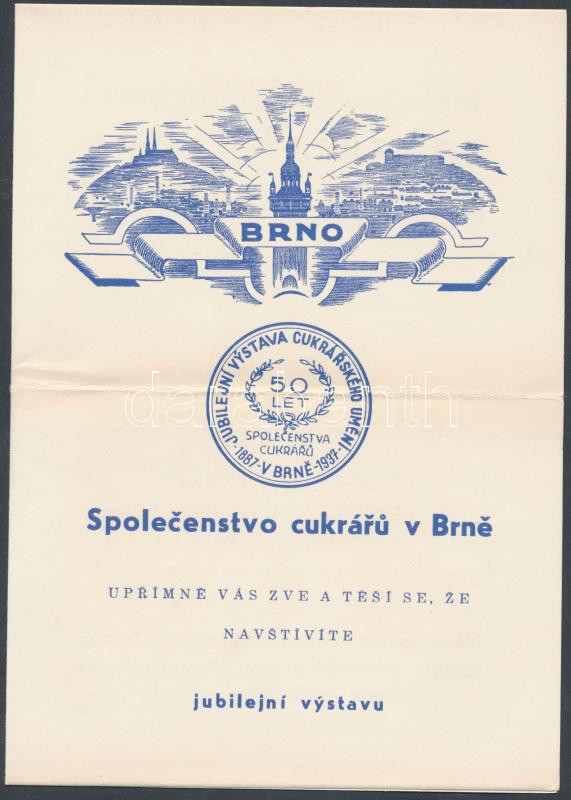 BRNO
JUBILEJNÍ VÝSTAVA CUKRÁŘSKÉHO UMĚNÍ
50
LET
SPOLEČENSTVA
CUKRÁŘŮ
1887 - V BRNĚ - 1937
darabanth
Společenstvo cukrářů v Brně
UPŘÍMNĚ VÁS ZVE A TĚŠÍ SE, ŽE
NAVŠTÍVÍTE
jubilejní výstavu